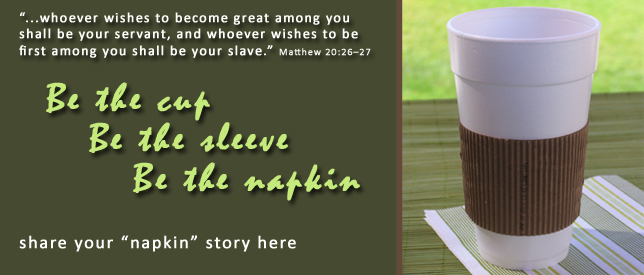 “...whoever wishes to become great among you
shall be your servant, and whoever wishes to be
first among you shall be your slave.” Matthew 20:26–27
Be the cup
Be the sleeve
Be the napkin
share your “napkin” story here